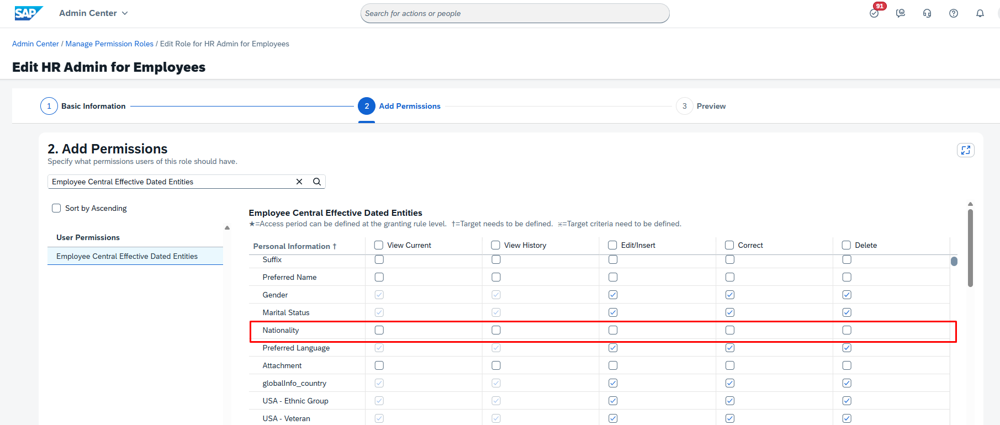 SAP
Admin Center
Search for actions or people
91
Admin Center / Manage Permission Roles / Edit Role for HR Admin for Employees
Edit HR Admin for Employees
1 Basic Information
2 Add Permissions
3 Preview
2. Add Permissions
Specify what permissions users of this role should have.
Employee Central Effective Dated Entities
Sort by Ascending
User Permissions
Employee Central Effective Dated Entities
Employee Central Effective Dated Entities
★=Access period can be defined at the granting rule level. †=Target needs to be defined. ⁎=Target criteria need to be defined.
Personal Information † View Current View History Edit/Insert Correct Delete
Suffix
Preferred Name
Gender
Marital Status
Nationality
Preferred Language
Attachment
globalInfo_country
USA - Ethnic Group
USA - Veteran